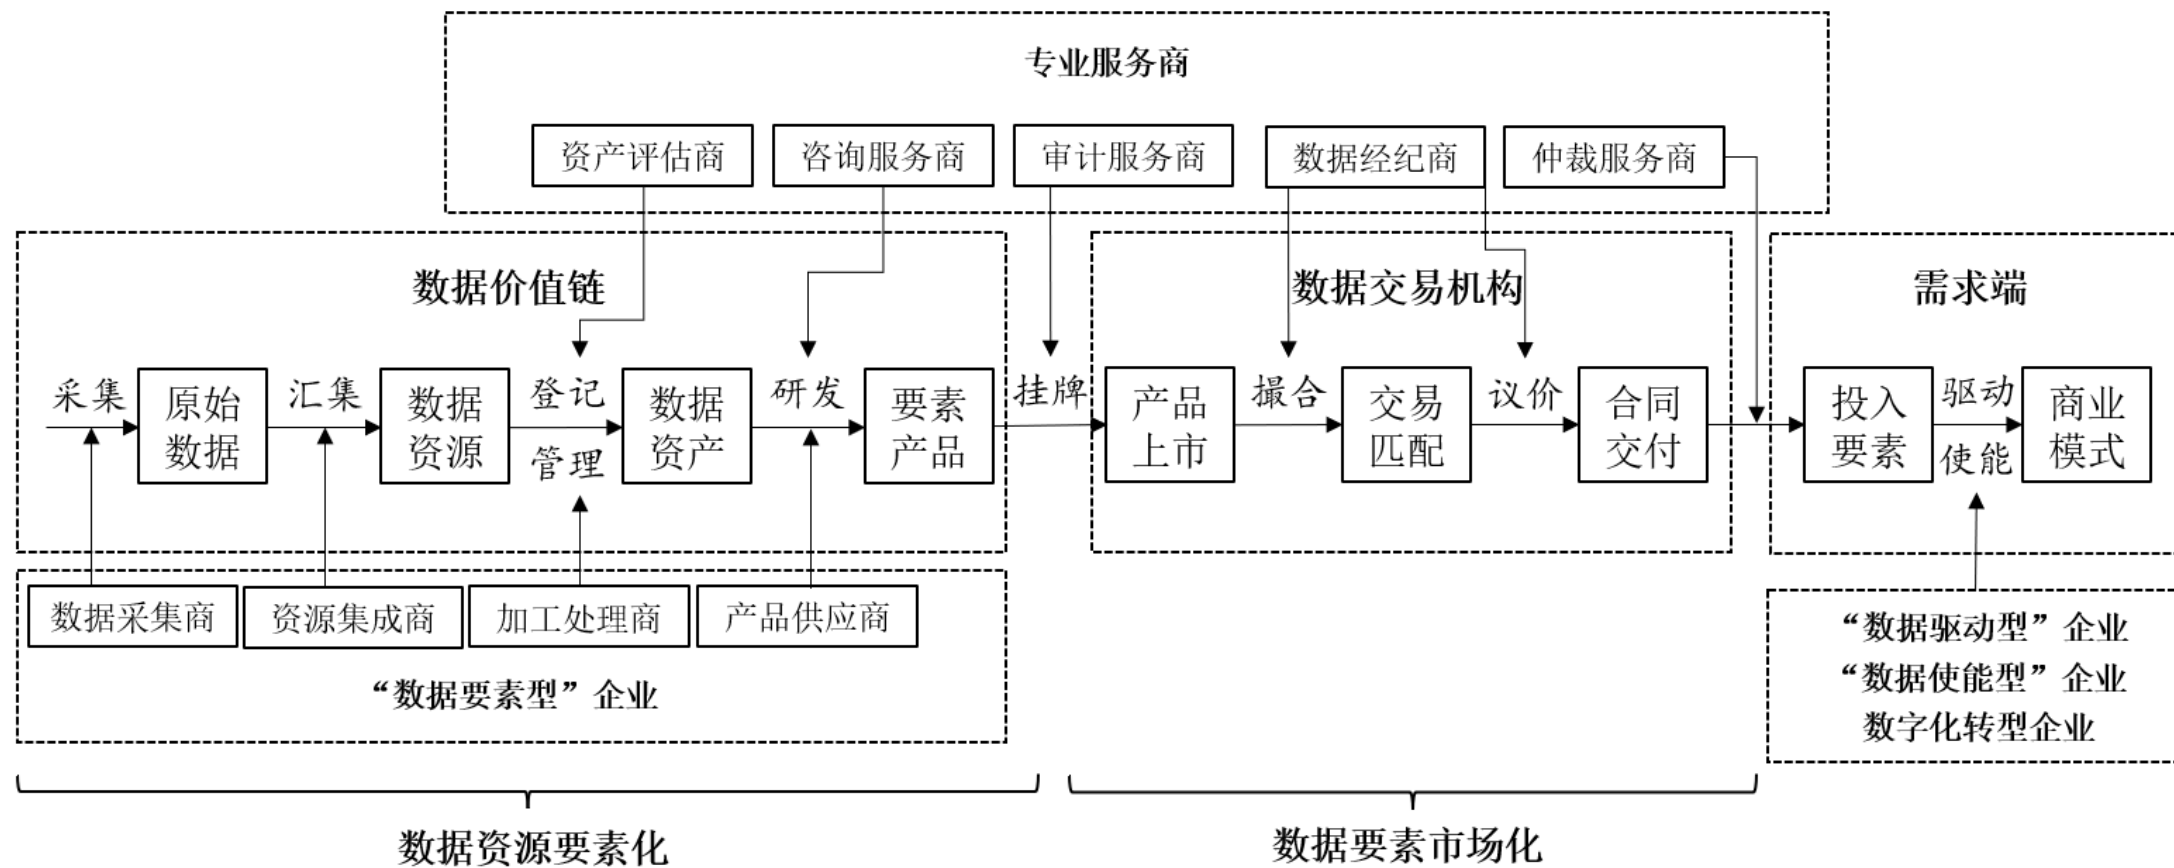 专业服务商
资产评估商
咨询服务商
审计服务商
数据经纪商
仲裁服务商
数据价值链
数据交易机构
需求端
采集
原始
数据
汇集
数据
资源
登记
管理
数据
资产
研发
要素
产品
挂牌
产品
上市
撮合
交易
匹配
议价
合同
交付
投入
要素
驱动
使能
商业
模式
数据采集商
资源集成商
加工处理商
产品供应商
“数据要素型”企业
“数据驱动型”企业
“数据使能型”企业
数字化转型企业
数据资源要素化
数据要素市场化